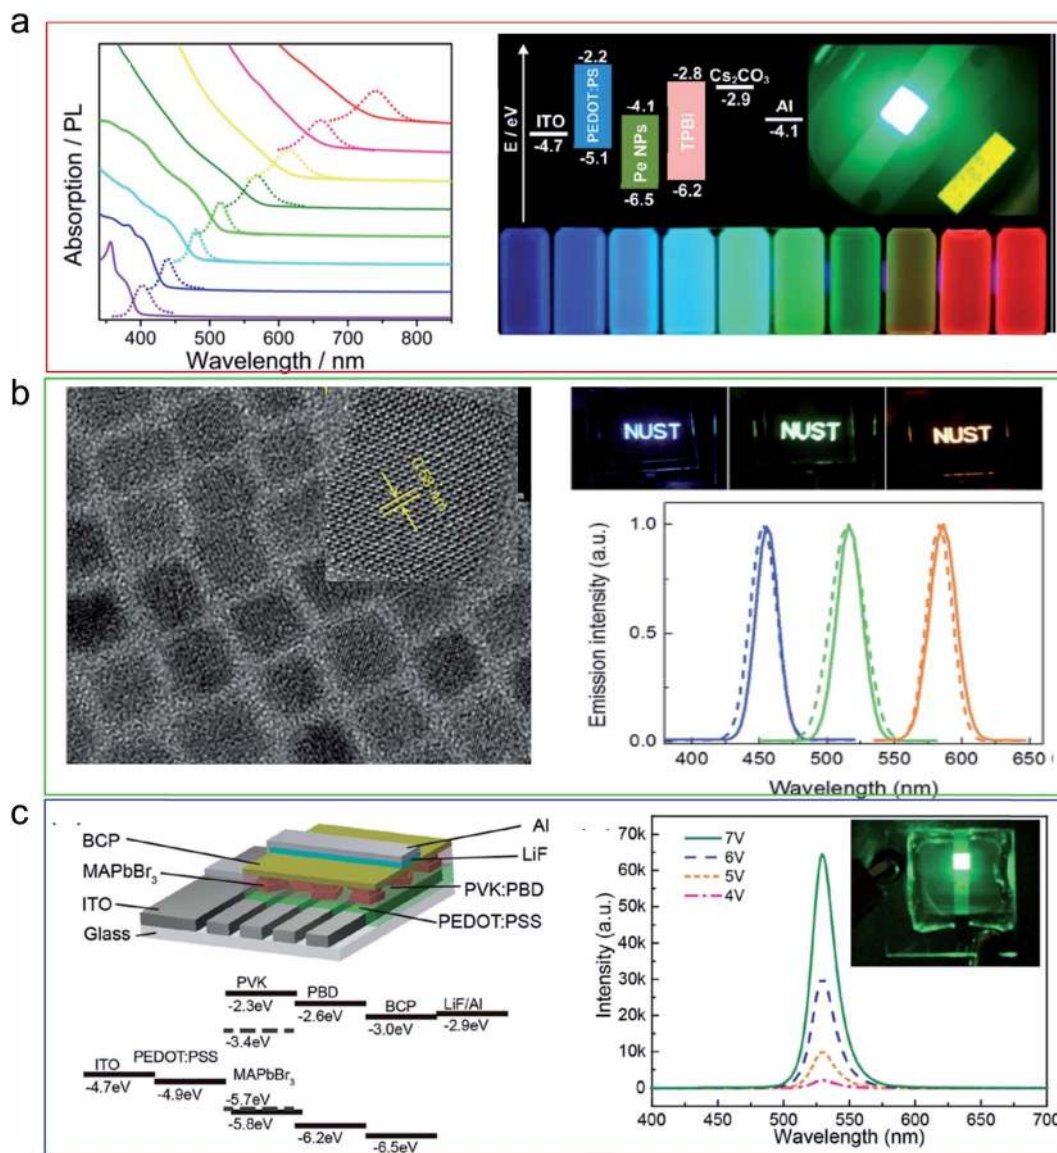 a
Absorption / PL
400 500 600 700 800
Wavelength / nm
E / eV
-2.2
PEDOT:PS
-5.1
ITO
-4.7
-4.1
Pe NPs
-6.5
-2.8
TPBI
-6.2
Cs₂CO₃
-2.9
Al
-4.1
b
NUST
NUST
NUST
Emission intensity (a.u.)
1.0
0.5
0.0
400 450 500 550 600 650
Wavelength (nm)
c
BCP
MAPbBr₃
ITO
Glass
Al
LiF
PVK:PBD
PEDOT:PSS
PVK
-2.3eV
PBD
-2.6eV
BCP
-3.0eV
LiF/Al
-2.9eV
-3.4eV
ITO
-4.7eV
PEDOT:PSS
-4.9eV
MAPbBr₃
-5.7eV
-5.8eV
-6.2eV
-6.5eV
Intensity (a.u.)
70k
60k
50k
40k
30k
20k
10k
0
7V
6V
5V
4V
400 450 500 550 600 650 700
Wavelength (nm)